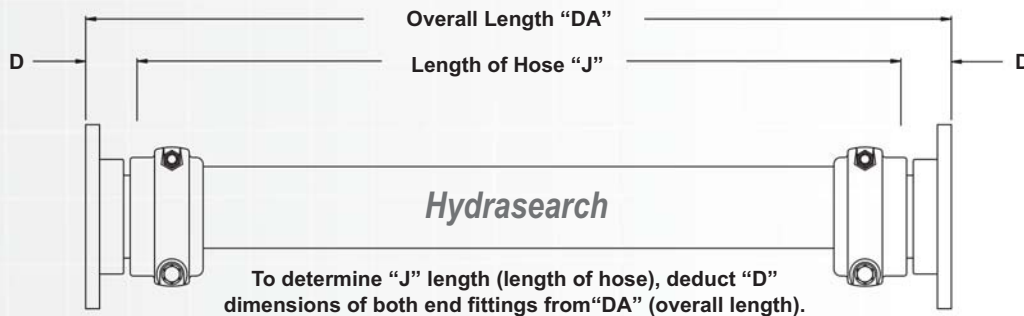 Overall Length “DA”
D
Length of Hose “J”
D
Hydrasearch
To determine “J” length (length of hose), deduct “D”
dimensions of both end fittings from“DA” (overall length).